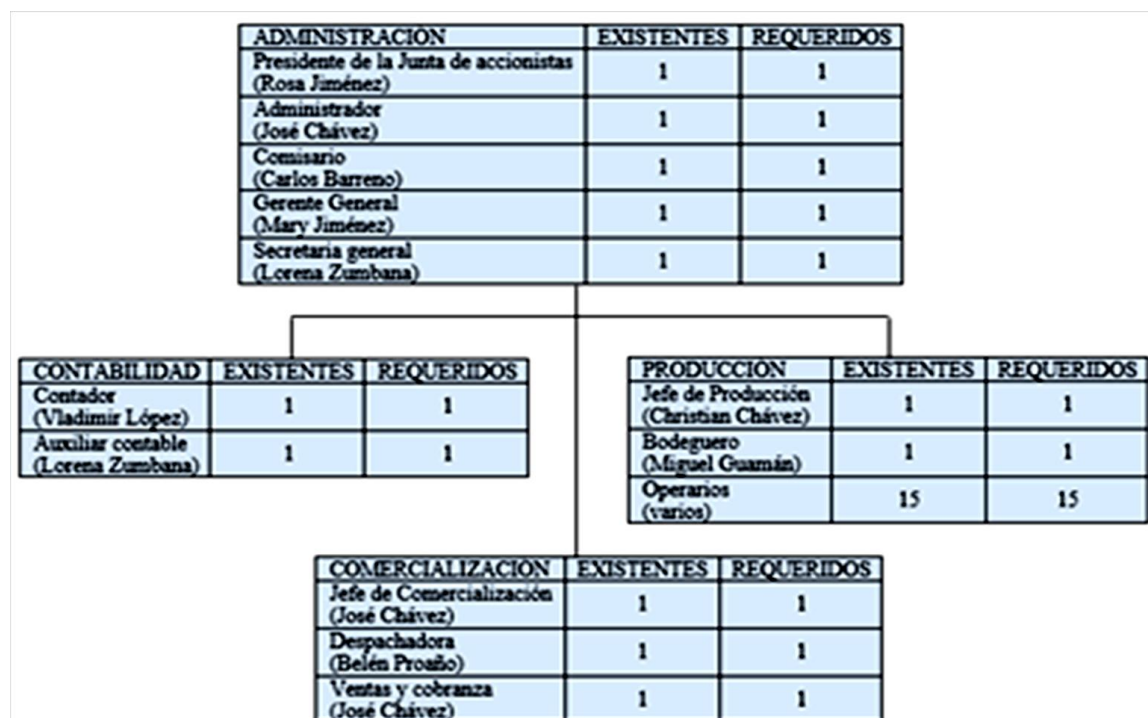 ADMINISTRACIÓN EXISTENTES REQUERIDOS
Presidente de la Junta de accionistas
(Rosa Jiménez) 1 1
Administrador
(José Chávez) 1 1
Comisario
(Carlos Barreno) 1 1
Gerente General
(Mary Jiménez) 1 1
Secretaria general
(Lorena Zumbana) 1 1
CONTABILIDAD EXISTENTES REQUERIDOS
Contador
(Vladimir López) 1 1
Auxiliar contable
(Lorena Zumbana) 1 1
PRODUCCIÓN EXISTENTES REQUERIDOS
Jefe de Producción
(Christian Chávez) 1 1
Bodeguero
(Miguel Guamán) 1 1
Operarios
(varios) 15 15
COMERCIALIZACIÓN EXISTENTES REQUERIDOS
Jefe de Comercialización
(José Chávez) 1 1
Despachadora
(Belén Proaño) 1 1
Ventas y cobranza
(José Chávez) 1 1